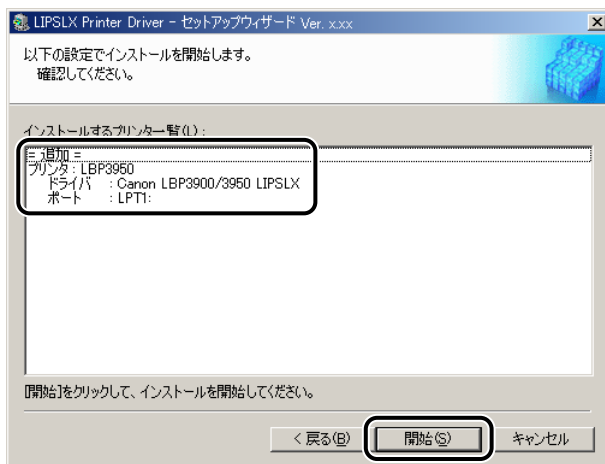 LIPSLX Printer Driver - セットアップウィザード Ver. x.xx
以下の設定でインストールを開始します。
確認してください。
インストールするプリンター覧(L):
= 追加 =
プリンタ : LBP3950
ドライバ : Canon LBP3900/3950 LIPSLX
ポート : LPT1:
[開始]をクリックして、インストールを開始してください。
< 戻る(B)
開始(S)
キャンセル